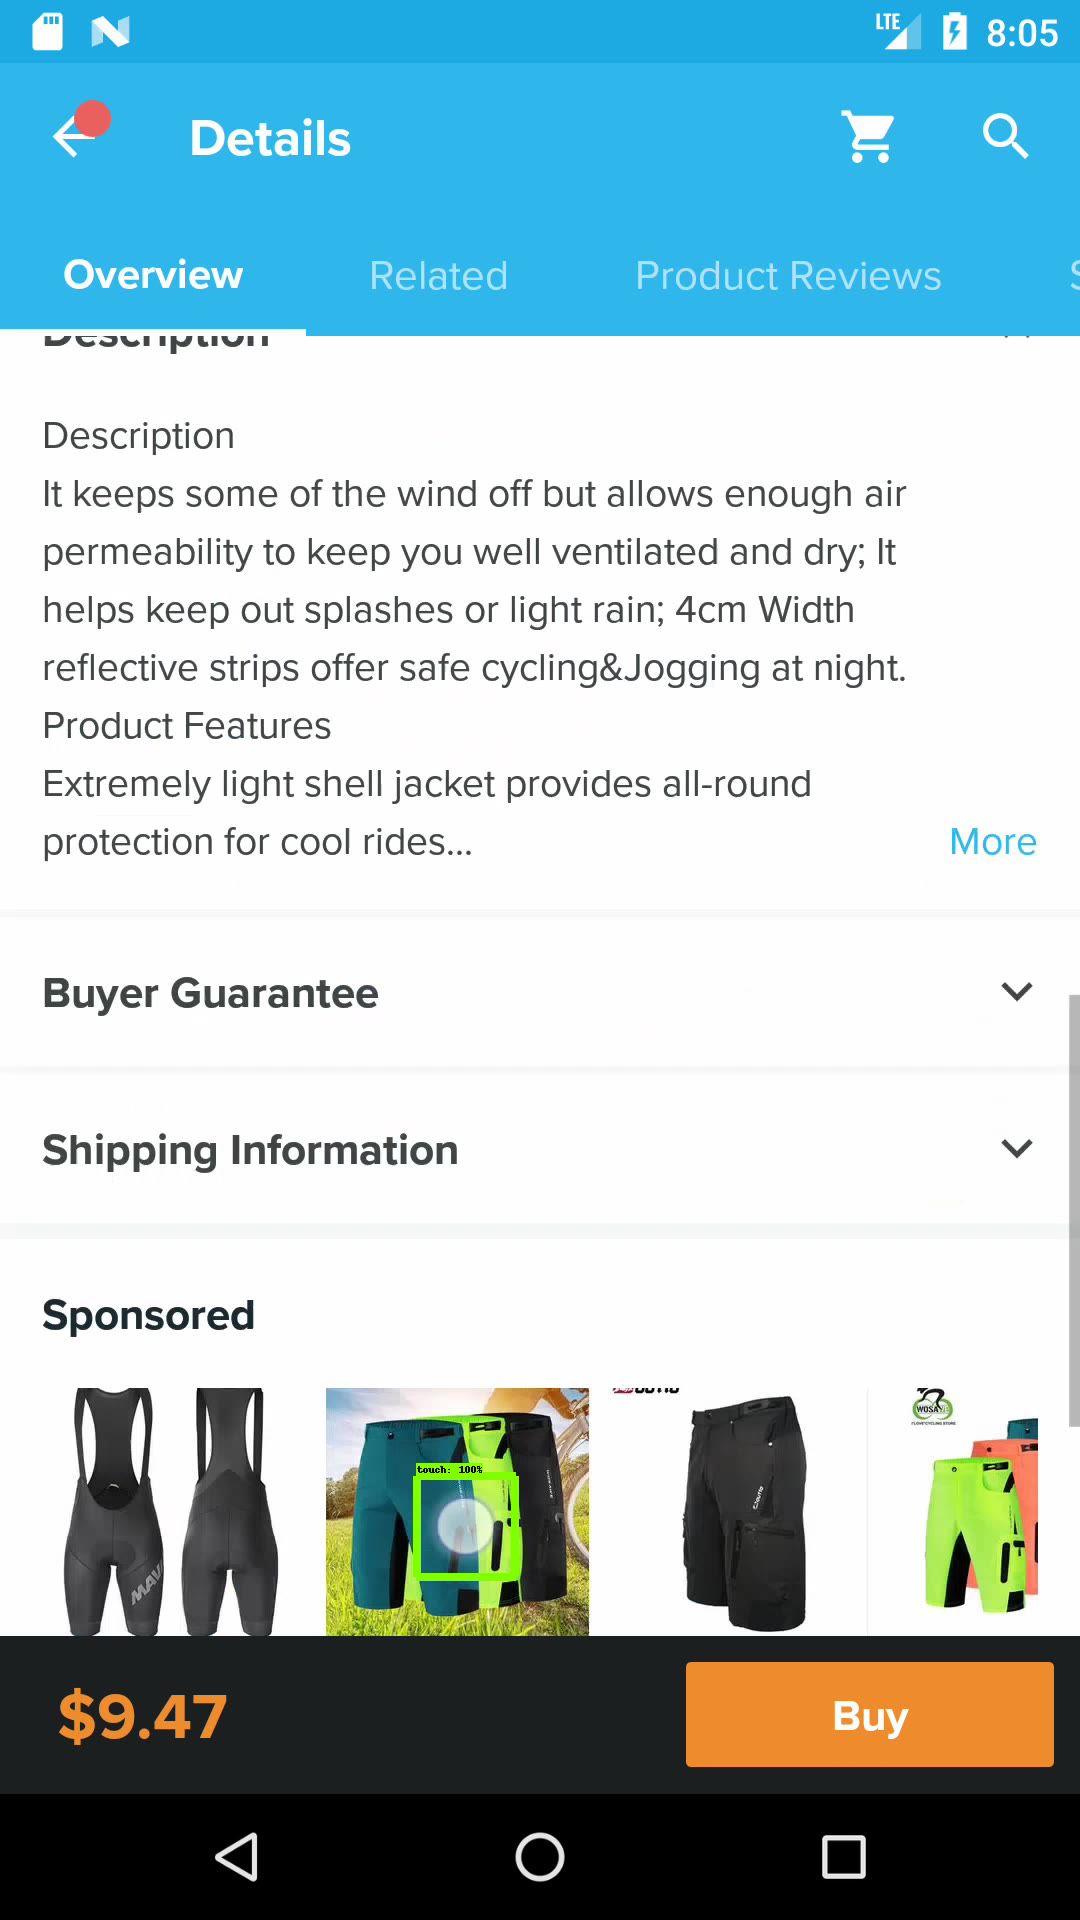 LTE
8:05
Details
Overview
Related
Product Reviews
Description
Description
It keeps some of the wind off but allows enough air
permeability to keep you well ventilated and dry; It
helps keep out splashes or light rain; 4cm Width
reflective strips offer safe cycling&Jogging at night.
Product Features
Extremely light shell jacket provides all-round
protection for cool rides...
More
Buyer Guarantee
Shipping Information
Sponsored
WOSAWE
touch: 100%
$9.47
Buy